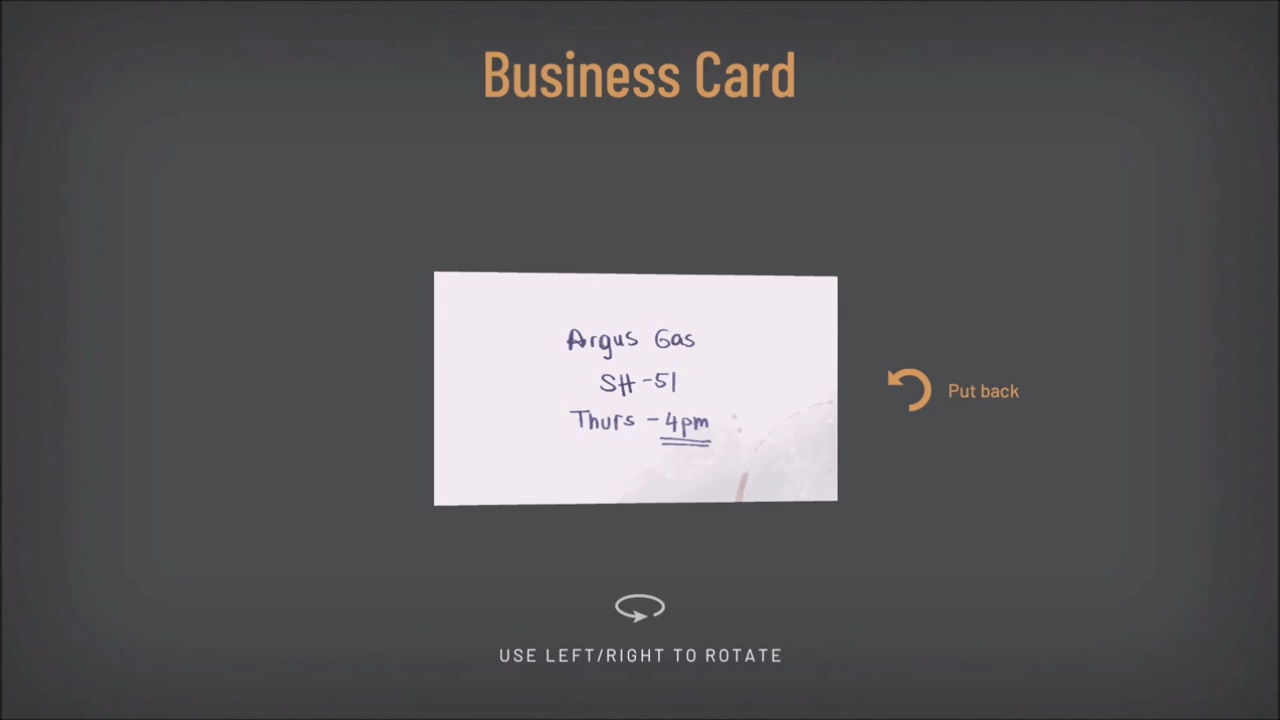 Business Card
Argus Gas
SH-51
Thurs - 4pm
Put back
USE LEFT/RIGHT TO ROTATE